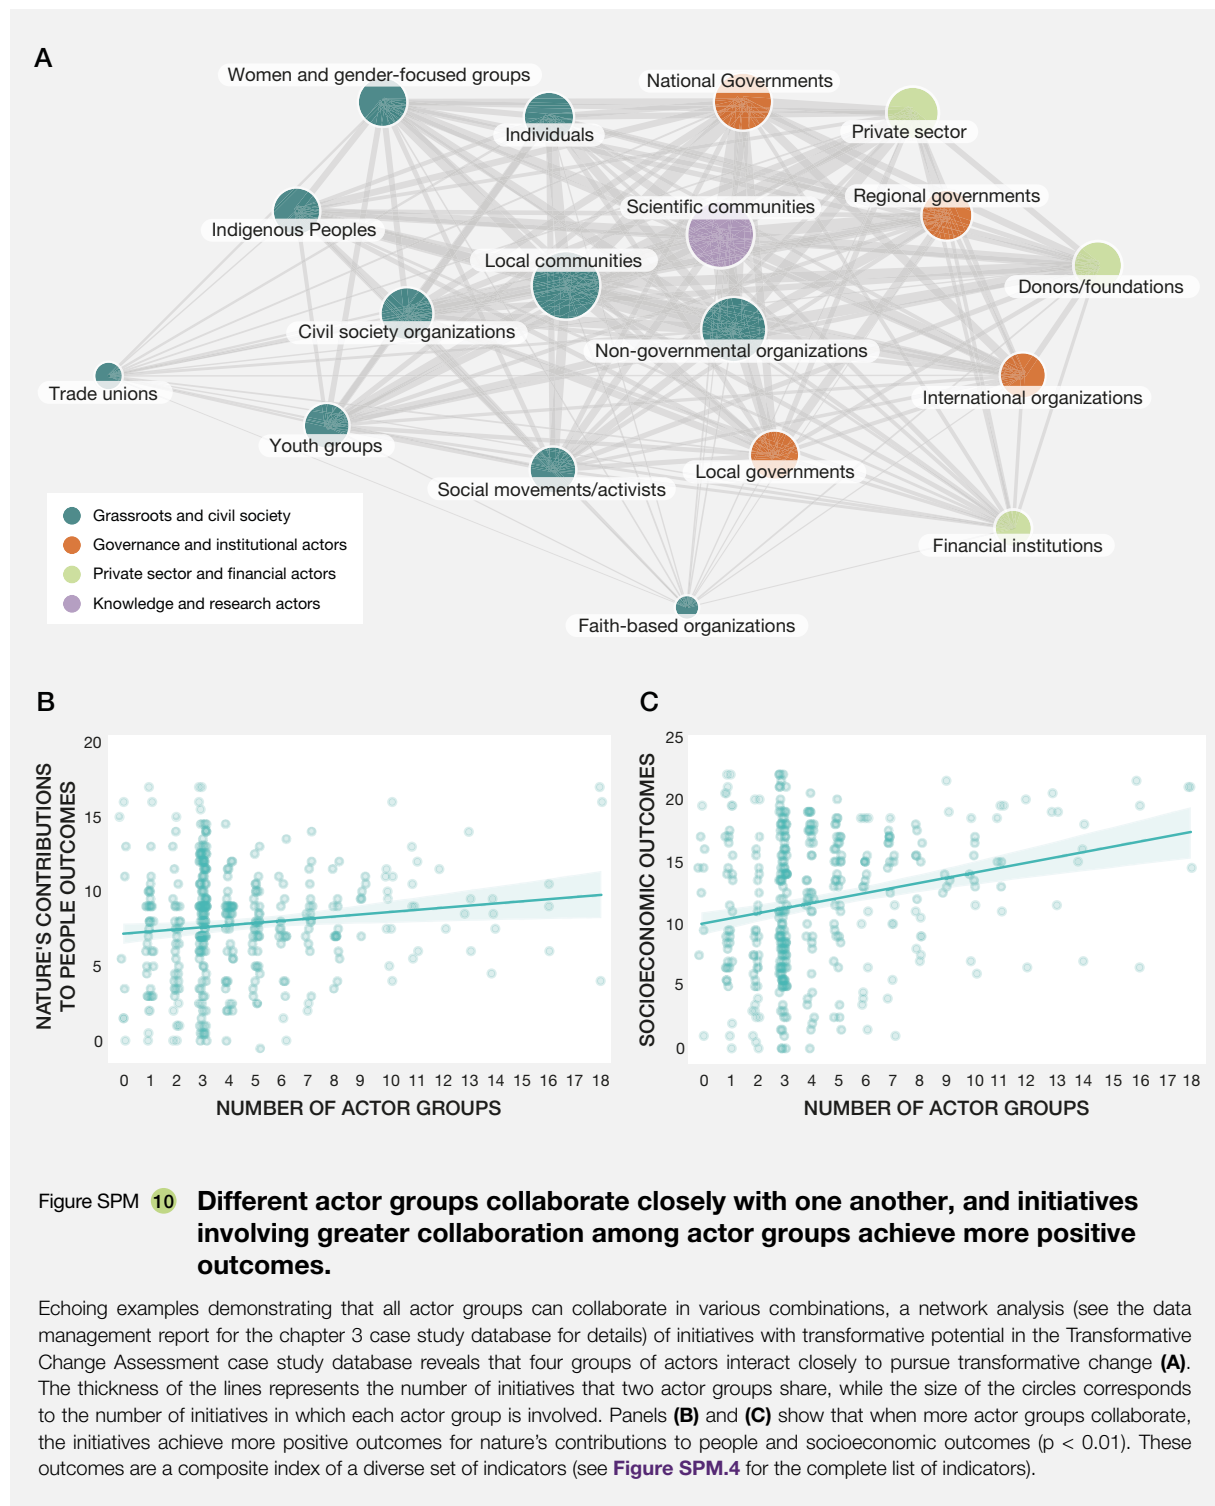 A
Women and gender-focused groups
National Governments
Individuals
Private sector
Regional governments
Scientific communities
Indigenous Peoples
Local communities
Donors/foundations
Civil society organizations
Non-governmental organizations
Trade unions
International organizations
Youth groups
Local governments
Social movements/activists
Grassroots and civil society
Governance and institutional actors
Private sector and financial actors
Knowledge and research actors
Financial institutions
Faith-based organizations
B
NATURE'S CONTRIBUTIONS
TO PEOPLE OUTCOMES
20
15
10
5
0
0 1 2 3 4 5 6 7 8 9 10 11 12 13 14 15 16 17 18
NUMBER OF ACTOR GROUPS
C
SOCIOECONOMIC OUTCOMES
25
20
15
10
5
0
0 1 2 3 4 5 6 7 8 9 10 11 12 13 14 15 16 17 18
NUMBER OF ACTOR GROUPS
Figure SPM 10 Different actor groups collaborate closely with one another, and initiatives
involving greater collaboration among actor groups achieve more positive
outcomes.
Echoing examples demonstrating that all actor groups can collaborate in various combinations, a network analysis (see the data
management report for the chapter 3 case study database for details) of initiatives with transformative potential in the Transformative
Change Assessment case study database reveals that four groups of actors interact closely to pursue transformative change (A).
The thickness of the lines represents the number of initiatives that two actor groups share, while the size of the circles corresponds
to the number of initiatives in which each actor group is involved. Panels (B) and (C) show that when more actor groups collaborate,
the initiatives achieve more positive outcomes for nature's contributions to people and socioeconomic outcomes (p < 0.01). These
outcomes are a composite index of a diverse set of indicators (see Figure SPM.4 for the complete list of indicators).